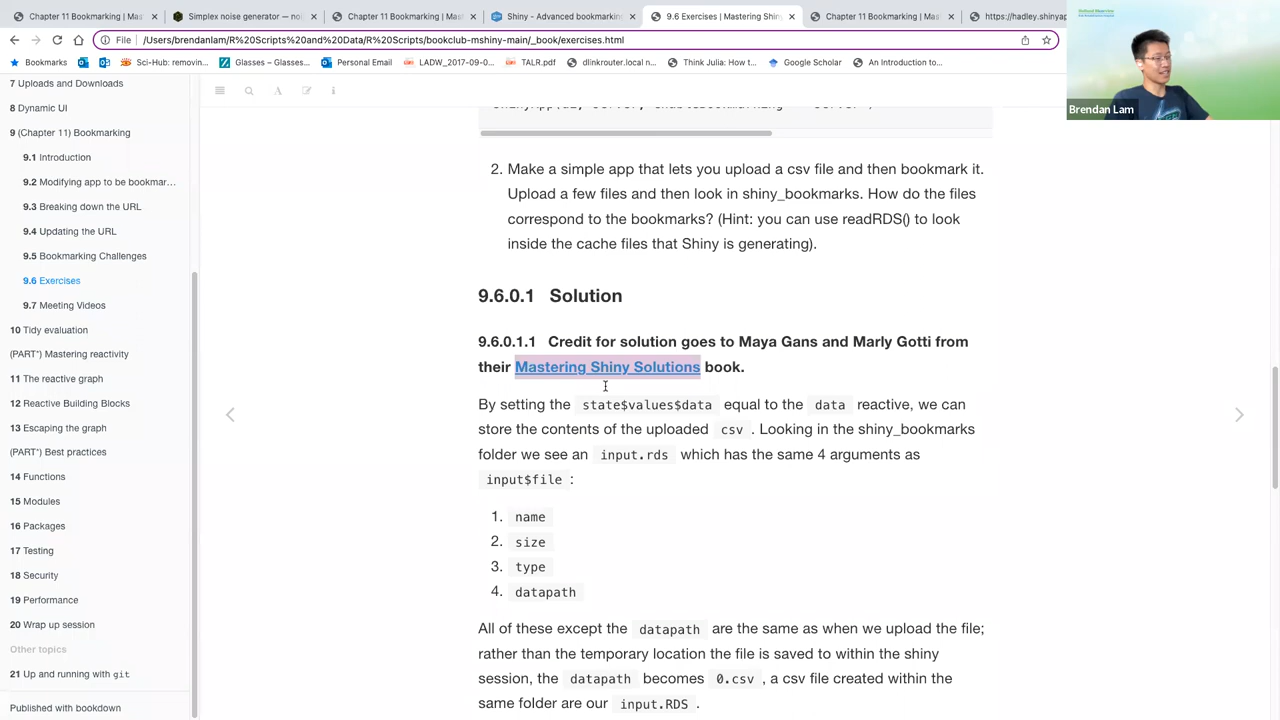 Chapter 11 Bookmarking | Mas
Simplex noise generator — noi
Chapter 11 Bookmarking | Mas
Shiny - Advanced bookmarking
9.6 Exercises | Mastering Shin
Chapter 11 Bookmarking | Mas
https://hadley.shinyap
File
/Users/brendanlam/R%20Scripts%20and%20Data/R%20Scripts/bookclub-mshiny-main/_book/exercises.html
Bookmarks
Sci-Hub: removin...
Glasses – Glasses...
Personal Email
LADW_2017-09-0...
TALR.pdf
dlinkrouter.local n...
Think Julia: How t...
Google Scholar
An Introduction to...
Brendan Lam
7 Uploads and Downloads
8 Dynamic UI
9 (Chapter 11) Bookmarking
9.1 Introduction
9.2 Modifying app to be bookmar...
9.3 Breaking down the URL
9.4 Updating the URL
9.5 Bookmarking Challenges
9.6 Exercises
9.7 Meeting Videos
10 Tidy evaluation
(PART*) Mastering reactivity
11 The reactive graph
12 Reactive Building Blocks
13 Escaping the graph
(PART*) Best practices
14 Functions
15 Modules
16 Packages
17 Testing
18 Security
19 Performance
20 Wrap up session
Other topics
21 Up and running with git
Published with bookdown
2. Make a simple app that lets you upload a csv file and then bookmark it.
Upload a few files and then look in shiny_bookmarks. How do the files
correspond to the bookmarks? (Hint: you can use readRDS() to look
inside the cache files that Shiny is generating).
9.6.0.1 Solution
9.6.0.1.1 Credit for solution goes to Maya Gans and Marly Gotti from
their Mastering Shiny Solutions book.
By setting the state$values$data equal to the data reactive, we can
store the contents of the uploaded csv. Looking in the shiny_bookmarks
folder we see an input.rds which has the same 4 arguments as
input$file :
1. name
2. size
3. type
4. datapath
All of these except the datapath are the same as when we upload the file;
rather than the temporary location the file is saved to within the shiny
session, the datapath becomes 0.csv, a csv file created within the
same folder are our input.RDS.